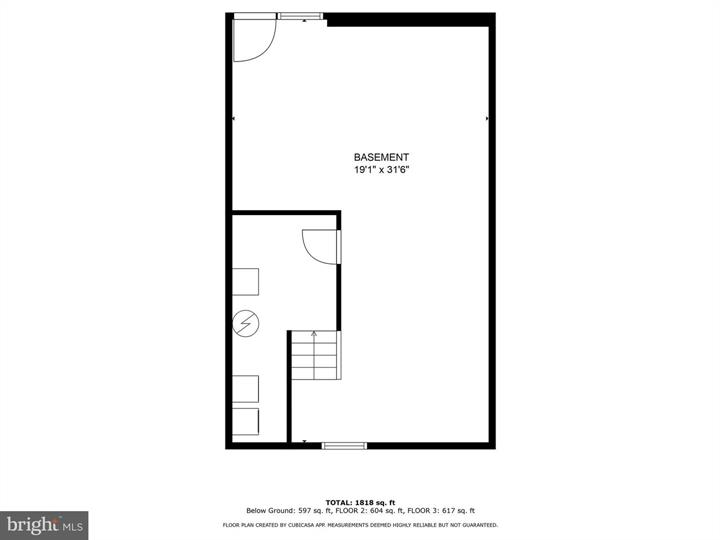 BASEMENT
19'1" x 31'6"
TOTAL: 1818 sq. ft
Below Ground: 597 sq. ft, FLOOR 2: 604 sq. ft, FLOOR 3: 617 sq. ft
FLOOR PLAN CREATED BY CUBICASA APP. MEASUREMENTS DEEMED HIGHLY RELIABLE BUT NOT GUARANTEED.
bright MLS